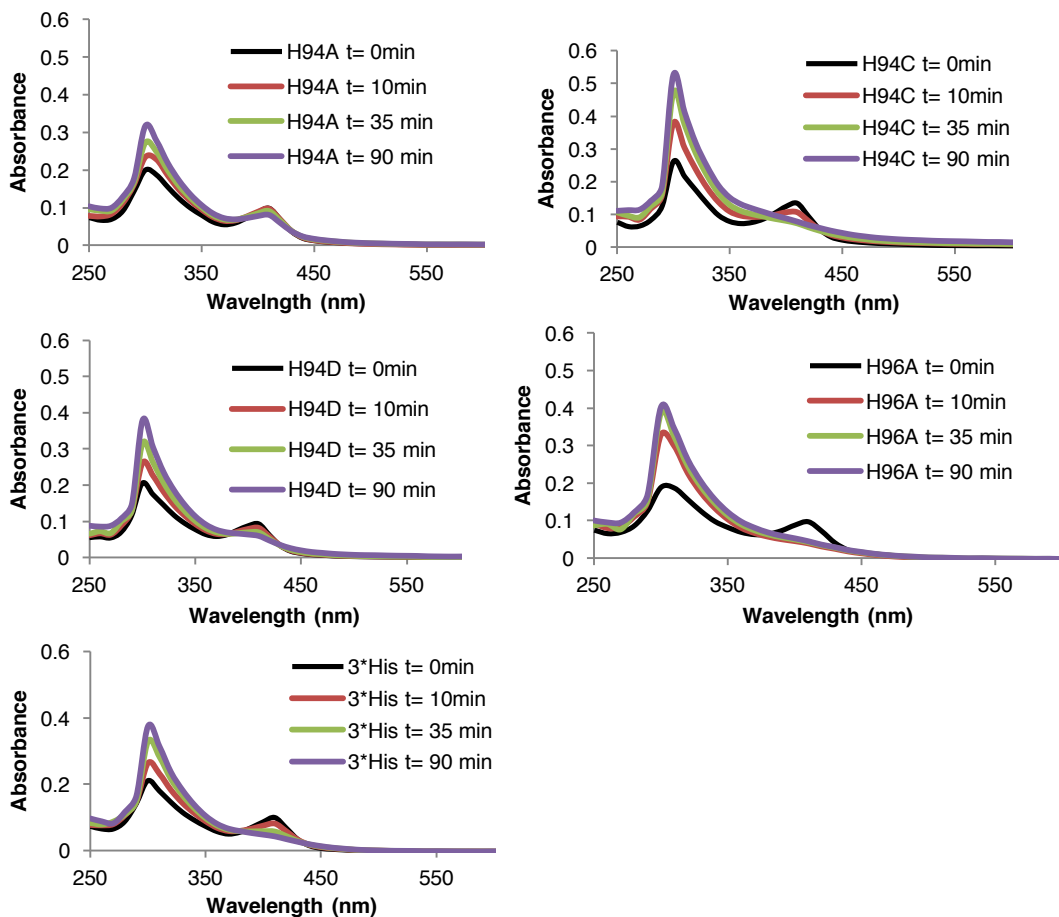 0.6
0.5
0.4
0.3
0.2
0.1
0
Absorbance
H94A t= 0min
H94A t= 10min
H94A t= 35 min
H94A t= 90 min
250 350 450 550
Wavelngth (nm)
0.6
0.5
0.4
0.3
0.2
0.1
0
Absorbance
H94C t= 0min
H94C t= 10min
H94C t= 35 min
H94C t= 90 min
250 350 450 550
Wavelength (nm)
0.6
0.5
0.4
0.3
0.2
0.1
0
Absorbance
H94D t= 0min
H94D t= 10min
H94D t= 35 min
H94D t= 90 min
250 350 450 550
Wavelength (nm)
0.6
0.5
0.4
0.3
0.2
0.1
0
Absorbance
H96A t= 0min
H96A t= 10min
H96A t= 35 min
H96A t= 90 min
250 350 450 550
Wavelength (nm)
0.6
0.4
0.2
0
Absorbance
3*His t= 0min
3*His t= 10min
3*His t= 35 min
3*His t= 90 min
250 350 450 550
Wavelength (nm)